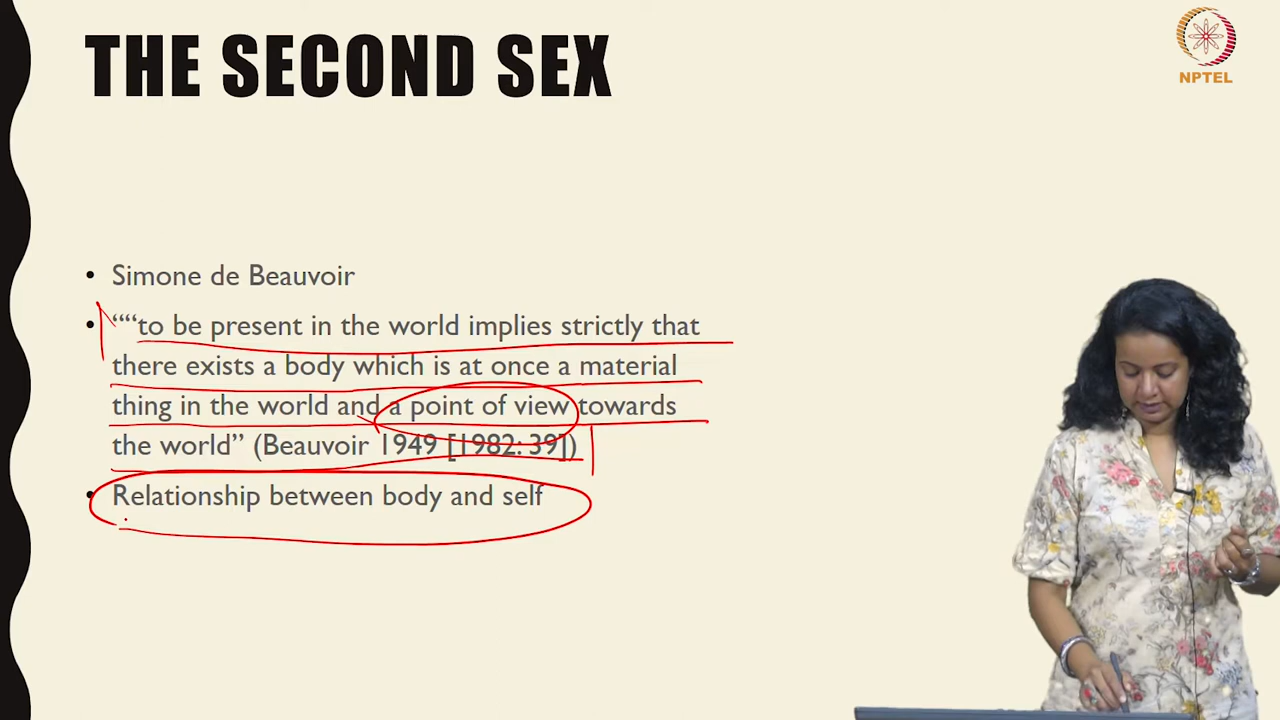 THE SECOND SEX
NPTEL
• Simone de Beauvoir
• ““to be present in the world implies strictly that
there exists a body which is at once a material
thing in the world and a point of view towards
the world” (Beauvoir 1949 [1982: 39])
• Relationship between body and self